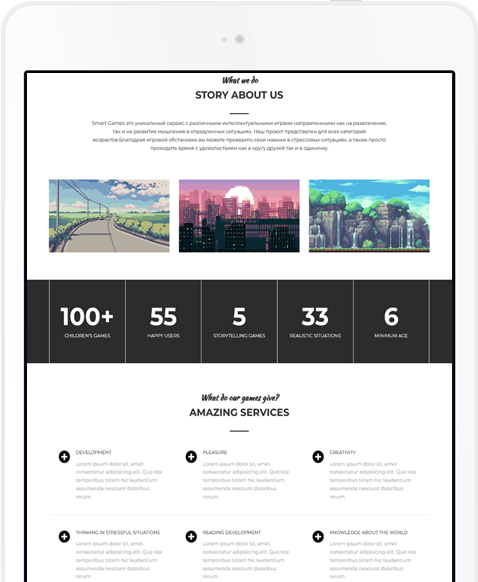 What we do
STORY ABOUT US
Smart Games это уникальный сервис с различными интеллектуальными играми направленными как на развлечение,
так и на развитие мышления в опредленных ситуациях. Наш проект представлен для всех категорий
возрастов.Благодрая игровой обстановке вы можете проверить свои навыки в стрессовых ситуациях, а также просто
проводить время с удовольствием как в кругу друзей так и в одиночку.
100+ 55 5 33 6
CHILDREN'S GAMES HAPPY USERS STORYTELLING GAMES REALISTIC SITUATIONS MINIMUM AGE
What do our games give?
AMAZING SERVICES
DEVELOPMENT
Lorem ipsum dolor sit, amet
consectetur adipisicing elit. Quo iste
temporibus totam hic laudantium
assumenda nesciunt doloribus
rerum.
PLEASURE
Lorem ipsum dolor sit, amet
consectetur adipisicing elit. Quo iste
temporibus totam hic laudantium
assumenda nesciunt doloribus
rerum.
CREATIVITY
Lorem ipsum dolor sit, amet
consectetur adipisicing elit. Quo iste
temporibus totam hic laudantium
assumenda nesciunt doloribus
rerum.
THINKING IN STRESSFUL SITUATIONS
Lorem ipsum dolor sit, amet
consectetur adipisicing elit. Quo iste
temporibus totam hic laudantium
assumenda nesciunt doloribus
rerum.
READING DEVELOPMENT
Lorem ipsum dolor sit, amet
consectetur adipisicing elit. Quo iste
temporibus totam hic laudantium
assumenda nesciunt doloribus
rerum.
KNOWLEDGE ABOUT THE WORLD
Lorem ipsum dolor sit, amet
consectetur adipisicing elit. Quo iste
temporibus totam hic laudantium
assumenda nesciunt doloribus
rerum.